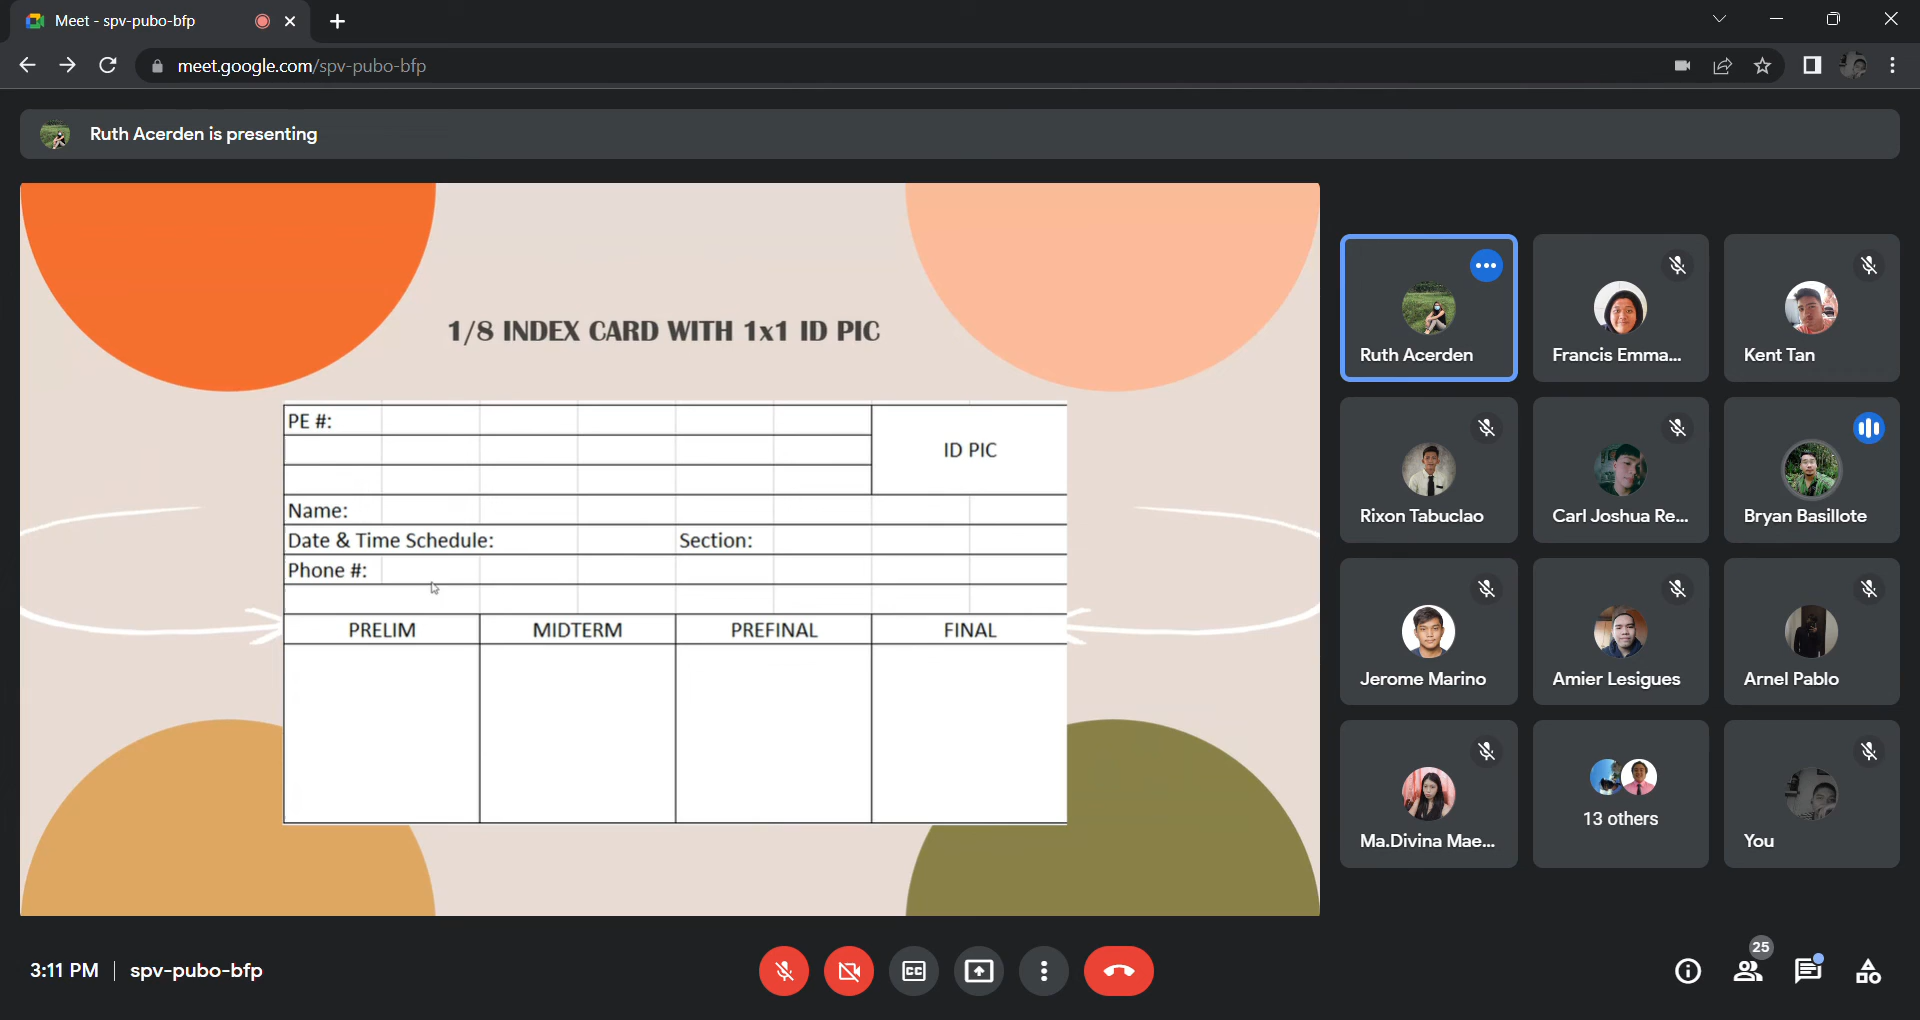 Meet - spv-pubo-bfp
meet.google.com/spv-pubo-bfp
Ruth Acerden is presenting
1/8 INDEX CARD WITH 1x1 ID PIC
PE #:
ID PIC
Name:
Date & Time Schedule: Section:
Phone #:
PRELIM MIDTERM PREFINAL FINAL
Ruth Acerden
Francis Emma...
Kent Tan
Rixon Tabuclao
Carl Joshua Re...
Bryan Basillote
Jerome Marino
Amier Lesigues
Arnel Pablo
Ma.Divina Mae...
13 others
You
3:11 PM | spv-pubo-bfp
CC
25